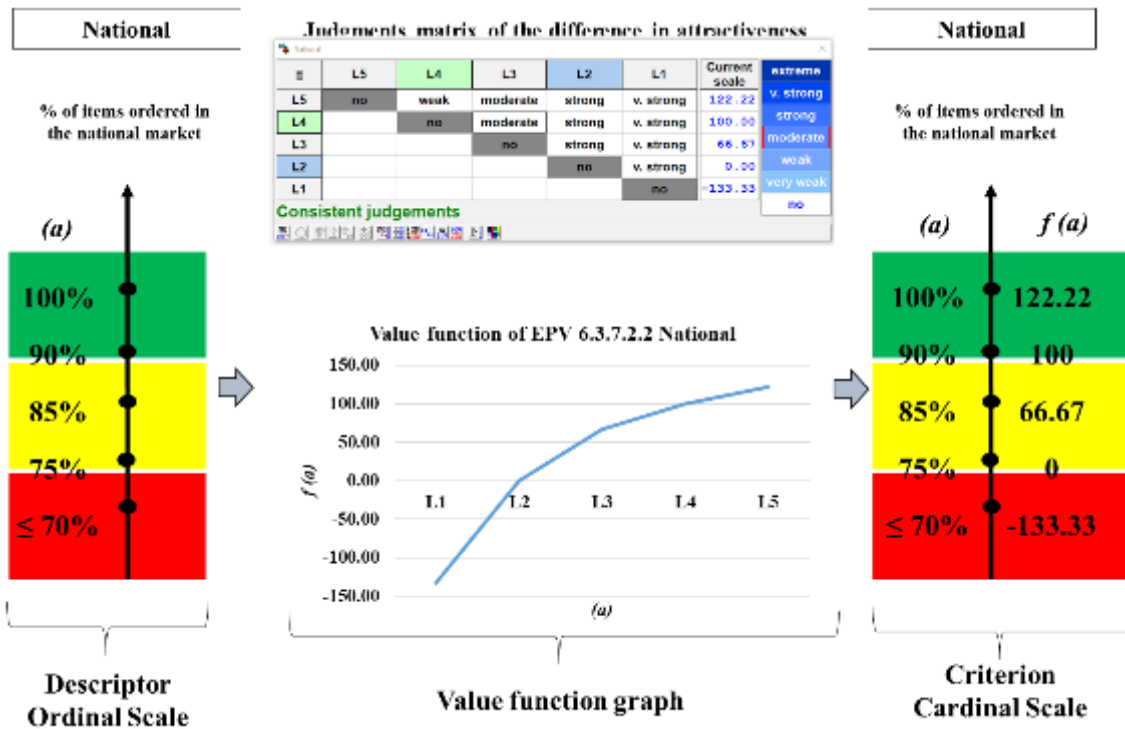 National
Judgments matrix of the difference in attractiveness
National
% of items ordered in
the national market
National
L5 L4 L3 L2 L1 Current scale
L5 no weak moderate strong v. strong 122.22
L4 no moderate strong v. strong 100.00
L3 no strong v. strong 66.67
L2 no v. strong 0.00
L1 no -133.33
extreme
v. strong
strong
moderate
weak
very weak
no
Consistent judgements
% of items ordered in
the national market
(a)
100%
90%
85%
75%
≤ 70%
Value function of EPV 6.3.7.2.2 National
150.00
100.00
50.00
0.00
-50.00
-100.00
-150.00
f (a)
L1 L2 L3 L4 L5
(a)
(a) f (a)
100% 122.22
90% 100
85% 66.67
75% 0
≤ 70% -133.33
Descriptor
Ordinal Scale
Value function graph
Criterion
Cardinal Scale